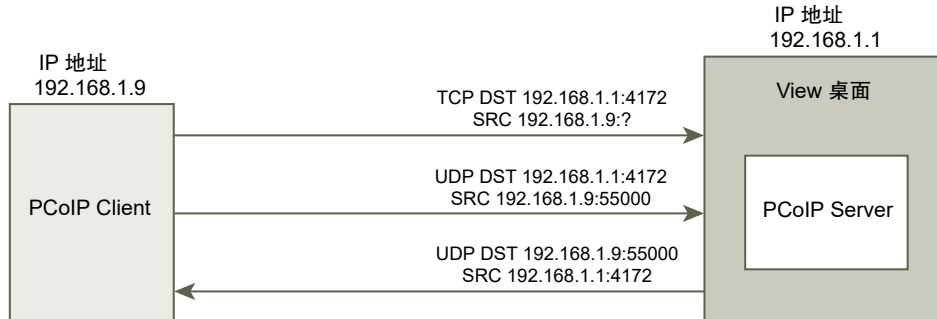 IP 地址
192.168.1.9
PCoIP Client
TCP DST 192.168.1.1:4172
SRC 192.168.1.9:?
UDP DST 192.168.1.1:4172
SRC 192.168.1.9:55000
UDP DST 192.168.1.9:55000
SRC 192.168.1.1:4172
IP 地址
192.168.1.1
View 桌面
PCoIP Server